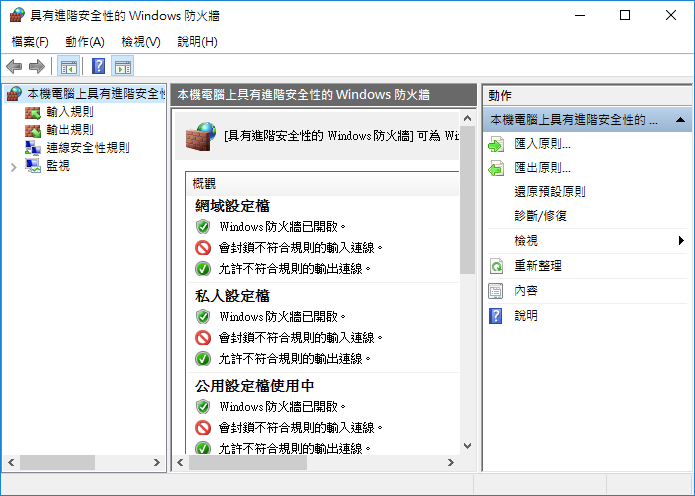 具有進階安全性的 Windows 防火牆
檔案(F) 動作(A) 檢視(V) 說明(H)
本機電腦上具有進階安全性
輸入規則
輸出規則
連線安全性規則
監視
本機電腦上具有進階安全性的 Windows 防火牆
[具有進階安全性的 Windows 防火牆] 可為 Wi
概觀
網域設定檔
Windows 防火牆已開啟。
會封鎖不符合規則的輸入連線。
允許不符合規則的輸出連線。
私人設定檔
Windows 防火牆已開啟。
會封鎖不符合規則的輸入連線。
允許不符合規則的輸出連線。
公用設定檔使用中
Windows 防火牆已開啟。
會封鎖不符合規則的輸入連線。
允許不符合規則的輸出連線。
動作
本機電腦上具有進階安全性的 ...
匯入原則...
匯出原則...
還原預設原則
診斷/修復
檢視
重新整理
內容
說明